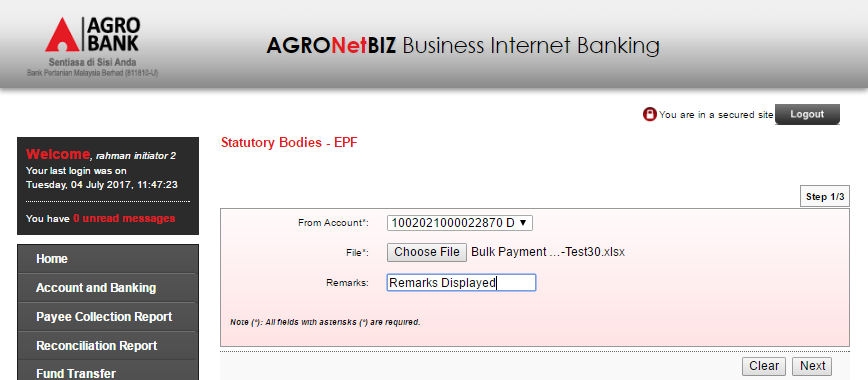 AGRO
BANK
Sentiasa di Sisi Anda
Bank Pertanian Malaysia Berhad (811810-U)
AGRONetBIZ Business Internet Banking
You are in a secured site
Logout
Welcome, rahman initiator 2
Your last login was on
Tuesday, 04 July 2017, 11:47:23
You have 0 unread messages
Home
Account and Banking
Payee Collection Report
Reconciliation Report
Fund Transfer
Statutory Bodies - EPF
Step 1/3
From Account*: 1002021000022870 D
File*: Choose File Bulk Payment ...-Test30.xlsx
Remarks: Remarks Displayed
Note (*): All fields with asterisks (*) are required.
Clear Next